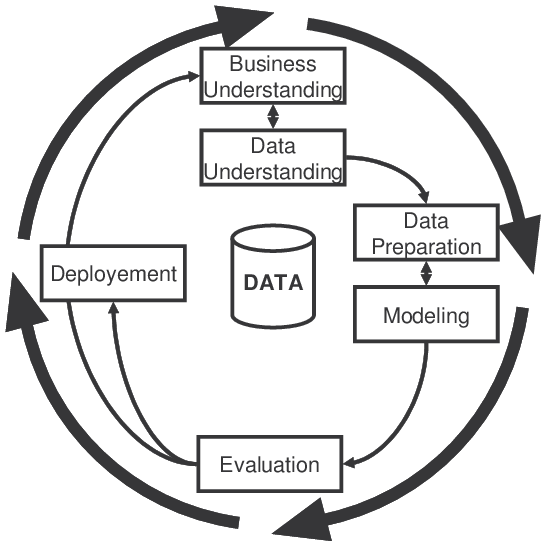 Business
Understanding
Data
Understanding
Data
Preparation
Deployement
DATA
Modeling
Evaluation